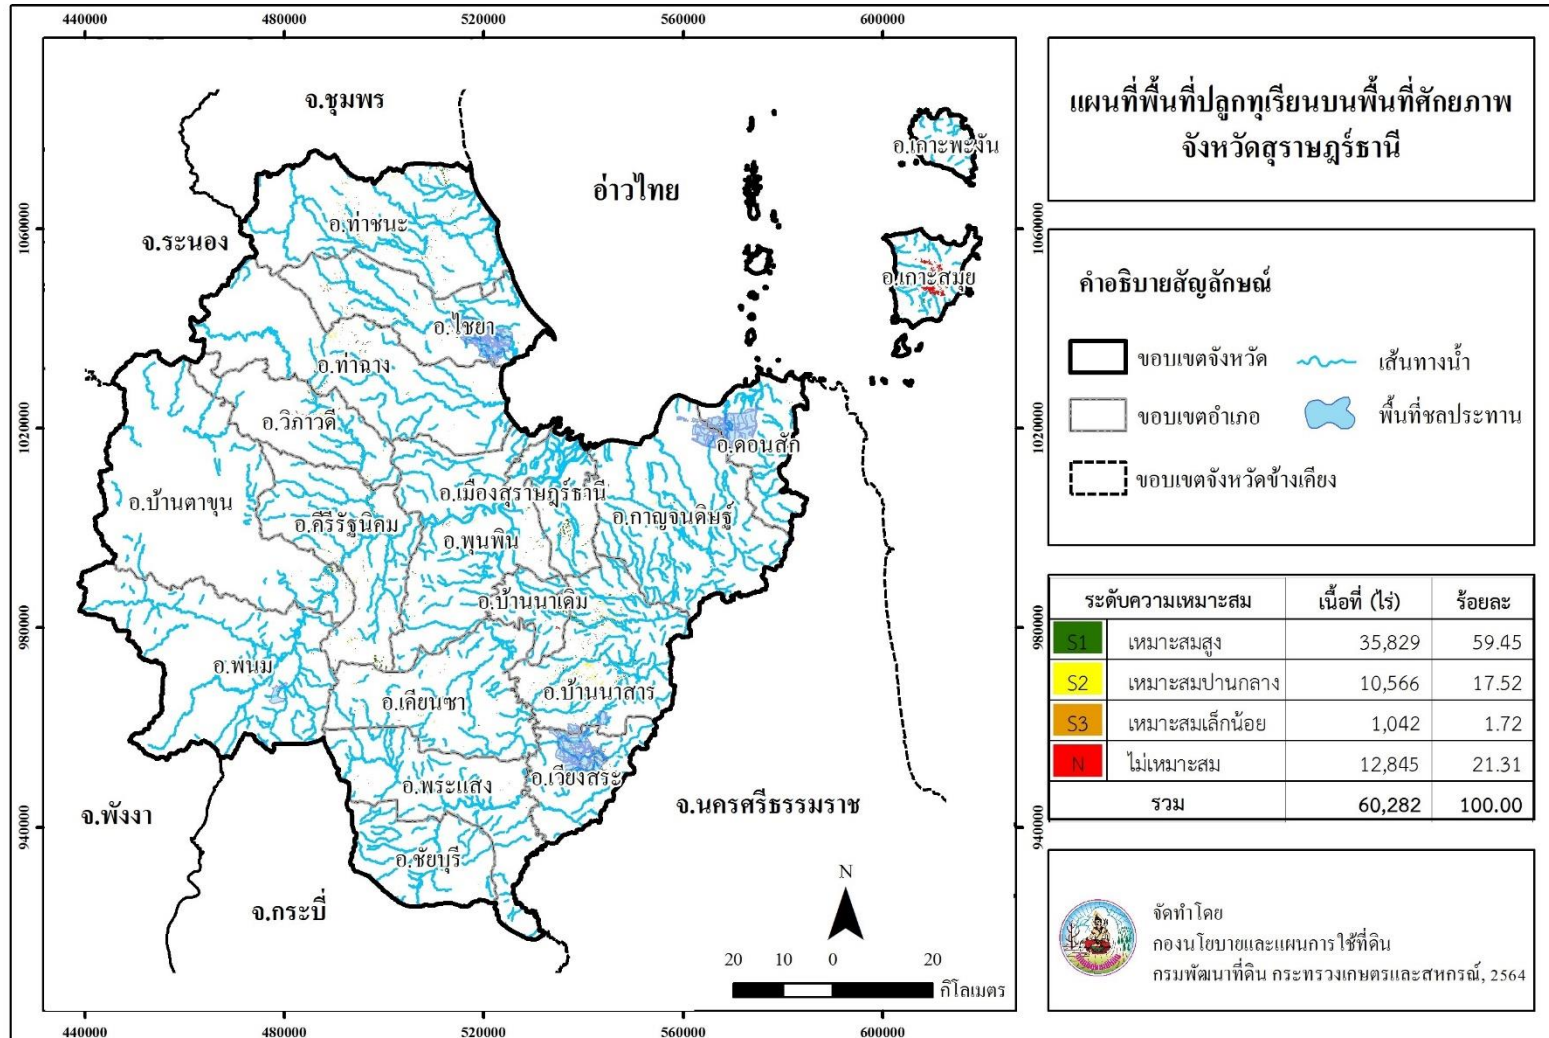 440000 480000 520000 560000 600000
1060000
1020000
980000
940000
1060000
1020000
980000
940000
จ.ชุมพร
จ.ระนอง
อ่าวไทย
อ.เกาะพะงัน
อ.ท่าชนะ
อ.เกาะสมุย
อ.ไชยา
อ.ท่าฉาง
อ.วิภาวดี
อ.ดอนสัก
อ.บ้านตาขุน
อ.คีรีรัฐนิคม
อ.เมืองสุราษฎร์ธานี
อ.กาญจนดิษฐ์
อ.พุนพิน
อ.บ้านนาเดิม
อ.พนม
อ.เคียนซา
อ.บ้านนาสาร
อ.พระแสง
อ.เวียงสระ
อ.ชัยบุรี
จ.พังงา
จ.กระบี่
จ.นครศรีธรรมราช
N
20 10 0 20
กิโลเมตร
440000 480000 520000 560000 600000
แผนที่พื้นที่ปลูกทุเรียนบนพื้นที่ศักยภาพ
จังหวัดสุราษฎร์ธานี
คำอธิบายสัญลักษณ์
ขอบเขตจังหวัด เส้นทางน้ำ
ขอบเขตอำเภอ พื้นที่ชลประทาน
ขอบเขตจังหวัดข้างเคียง
ระดับความเหมาะสม เนื้อที่ (ไร่) ร้อยละ
S1 เหมาะสมสูง 35,829 59.45
S2 เหมาะสมปานกลาง 10,566 17.52
S3 เหมาะสมเล็กน้อย 1,042 1.72
N ไม่เหมาะสม 12,845 21.31
รวม 60,282 100.00
จัดทำโดย
กองนโยบายและแผนการใช้ที่ดิน
กรมพัฒนาที่ดิน กระทรวงเกษตรและสหกรณ์, 2564